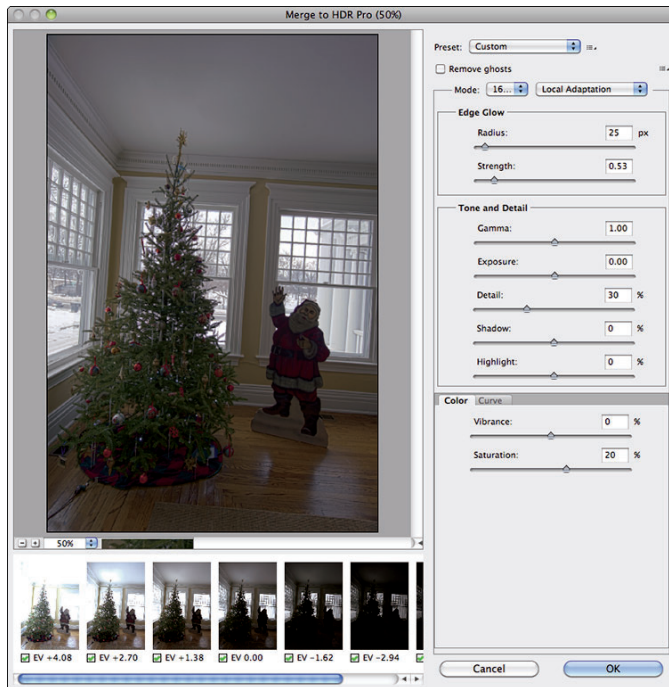 Merge to HDR Pro (50%)
Preset: Custom
Remove ghosts
Mode: 16... Local Adaptation
Edge Glow
Radius: 25 px
Strength: 0.53
Tone and Detail
Gamma: 1.00
Exposure: 0.00
Detail: 30 %
Shadow: 0 %
Highlight: 0 %
Color Curve
Vibrance: 0 %
Saturation: 20 %
50%
EV +4.08 EV +2.70 EV +1.38 EV 0.00 EV -1.62 EV -2.94
Cancel OK